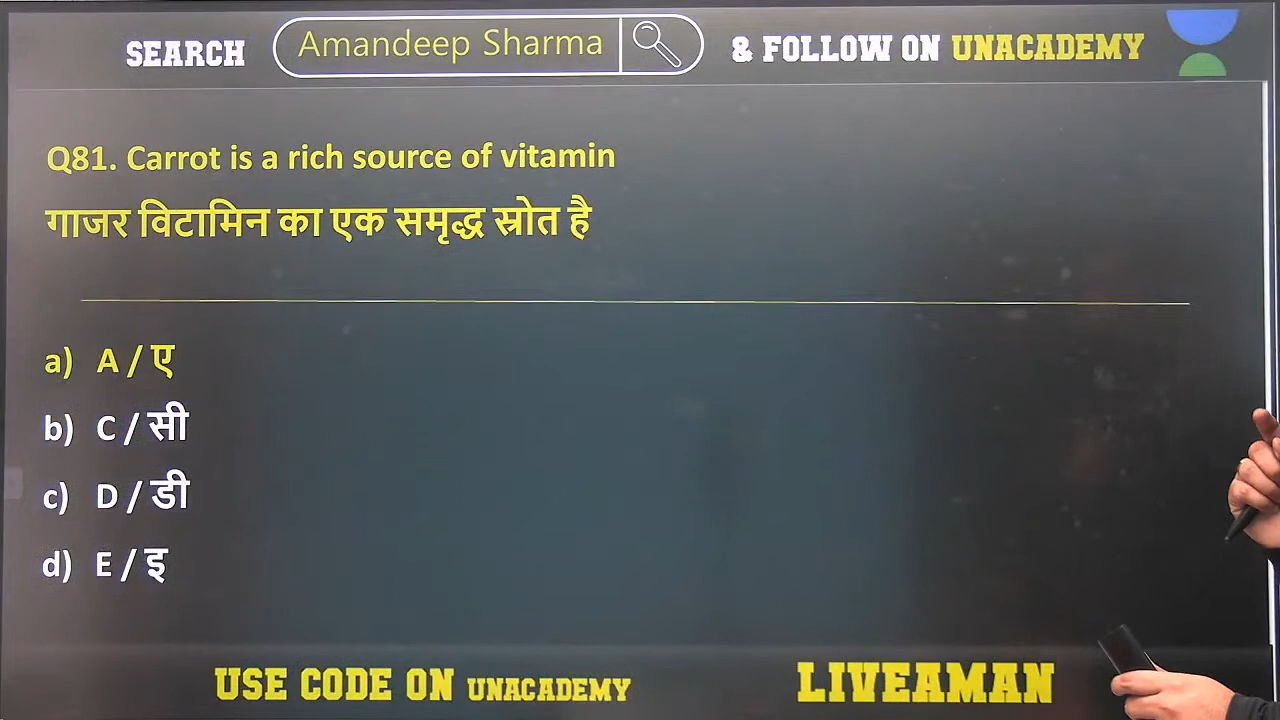 SEARCH Amandeep Sharma & FOLLOW ON UNACADEMY
Q81. Carrot is a rich source of vitamin
गाजर विटामिन का एक समृद्ध स्रोत है
a) A / ए
b) C / सी
c) D / डी
d) E / इ
USE CODE ON UNACADEMY LIVEAMAN